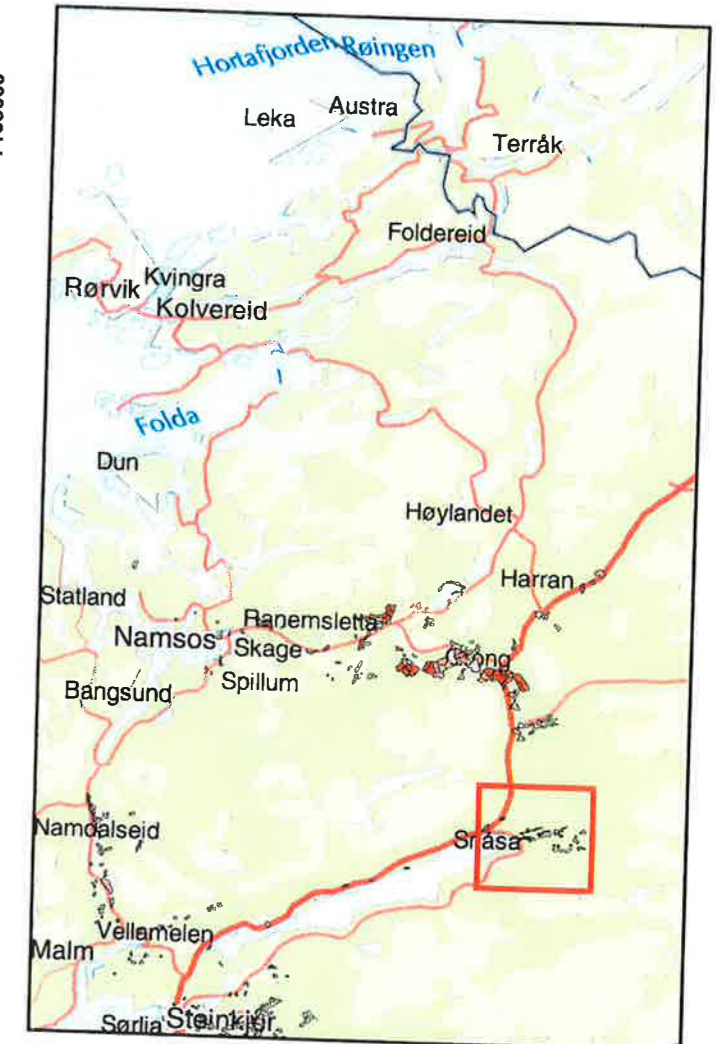 Hortafjorden Røingen
Leka
Austra
Terråk
Foldereid
Rørvik
Kvingra
Kolvereid
Folda
Dun
Høylandet
Harran
Statland
Ranemsletta
Namsos
Skage
Spillum
Bangsund
Namdalseid
Snåsa
Vellamelen
Malm
Sørlia
Steinkjer